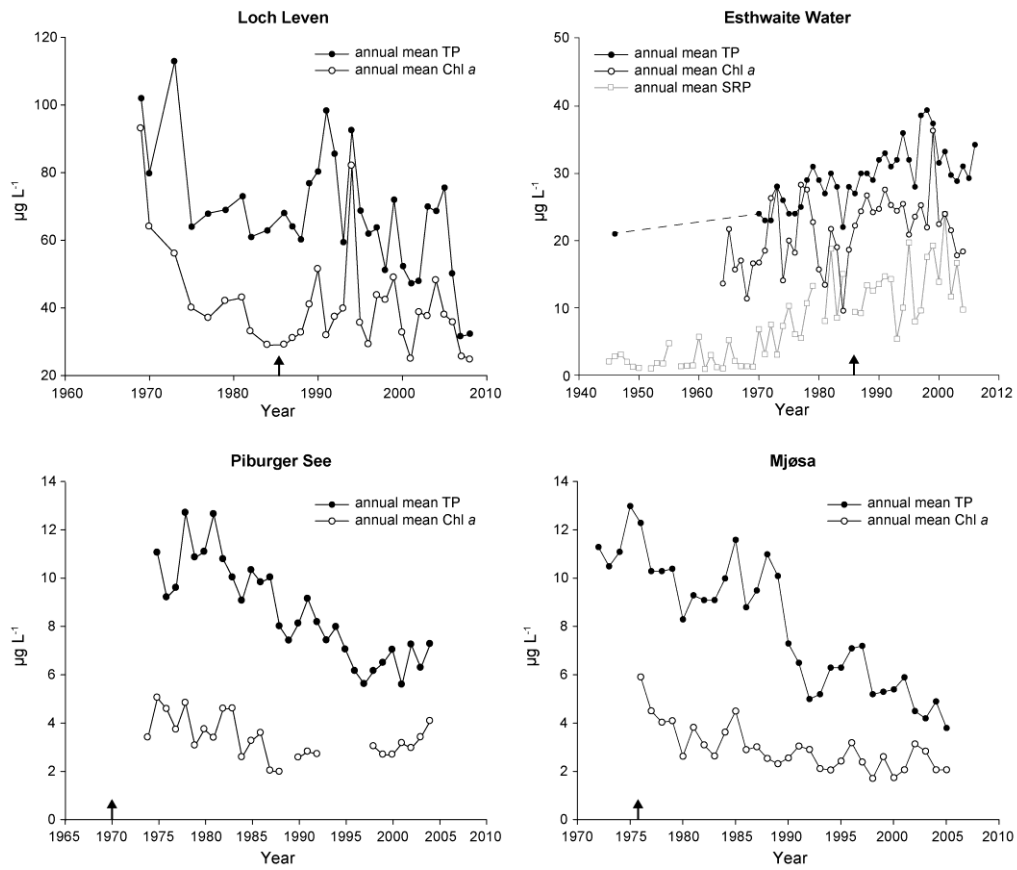 Loch Leven
120
100
80
60
40
20
µg L-1
annual mean TP
annual mean Chl a
1960 1970 1980 1990 2000 2010
Year
Esthwaite Water
50
40
30
20
10
0
µg L-1
annual mean TP
annual mean Chl a
annual mean SRP
1940 1950 1960 1970 1980 1990 2000 2012
Year
Piburger See
14
12
10
8
6
4
2
0
µg L-1
annual mean TP
annual mean Chl a
1965 1970 1975 1980 1985 1990 1995 2000 2005 2010
Year
Mjøsa
14
12
10
8
6
4
2
0
µg L-1
annual mean TP
annual mean Chl a
1970 1975 1980 1985 1990 1995 2000 2005 2010
Year